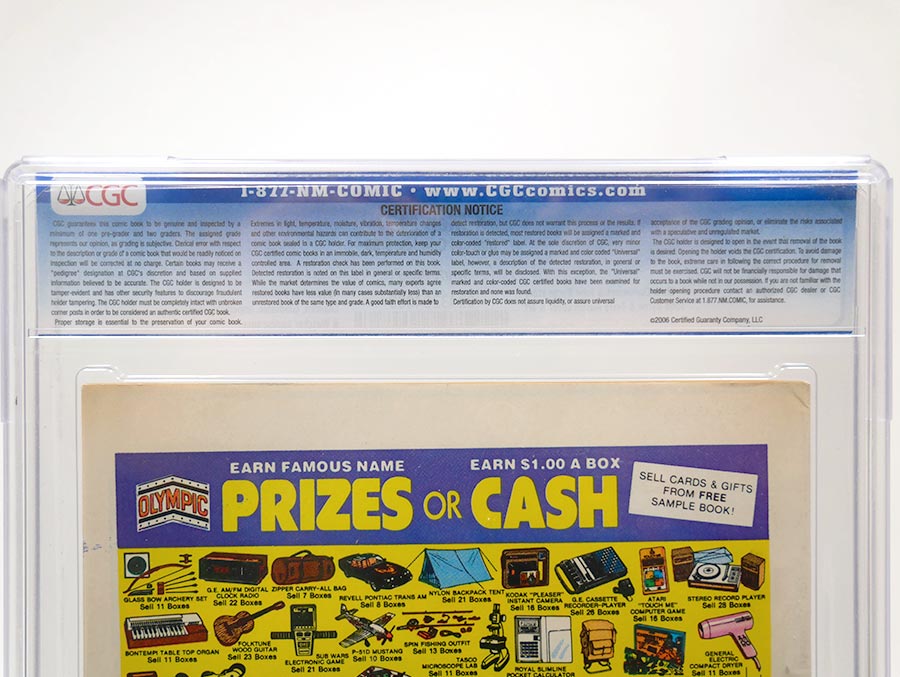 CGC
1-877-NM-COMIC • www.CGCcomics.com
CERTIFICATION NOTICE
CGC guarantees this comic book to be genuine and inspected by a
minimum of one pre-grader and two graders. The assigned grade
represents our opinion, as grading is subjective. Clerical error with respect
to the description or grade of a comic book that would be readily noticed on
inspection will be corrected at no charge. Certain books may receive a
"pedigree" designation at CGC's discretion and based on supplied
information believed to be accurate. The CGC holder is designed to be
tamper-evident and has other security features to discourage fraudulent
holder tampering. The CGC holder must be completely intact with unbroken
corner posts in order to be considered an authentic certified CGC book.
Proper storage is essential to the preservation of your comic book.
Extremes in light, temperature, moisture, vibration, temperature changes
and other environmental hazards can contribute to the deterioration of a
comic book sealed in a CGC holder. For maximum protection, keep your
CGC certified comic books in an immobile, dark, temperature and humidity
controlled area. A restoration check has been performed on this book.
Detected restoration is noted on this label in general or specific terms.
While the market determines the value of comics, many experts agree
restored books have less value (in many cases substantially less) than an
unrestored book of the same type and grade. A good faith effort is made to
detect restoration, but CGC does not warrant this process or the results. If
restoration is detected, most restored books will be assigned a marked and
color-coded "restored" label. At the sole discretion of CGC, very minor
color-touch or glue may be assigned a marked and color coded "Universal"
label, however, a description of the detected restoration, in general or
specific terms, will be disclosed. With this exception, the "Universal"
marked and color-coded CGC certified books have been examined for
restoration and none was found.
Certification by CGC does not assure liquidity, or assure universal
acceptance of the CGC grading opinion, or eliminate the risks associated
with a speculative and unregulated market.
The CGC holder is designed to open in the event that removal of the book
is desired. Opening the holder voids the CGC certification. To avoid damage
to the book, extreme care in following the correct procedure for removal
must be exercised. CGC will not be financially responsible for damage that
occurs to a book while not in our possession. If you are not familiar with the
holder opening procedure contact an authorized CGC dealer or CGC
Customer Service at 1.877.NM.COMIC, for assistance.
©2006 Certified Guaranty Company, LLC
EARN FAMOUS NAME
EARN $1.00 A BOX
OLYMPIC
PRIZES OR CASH
SELL CARDS & GIFTS
FROM FREE
SAMPLE BOOK!
GLASS BOW ARCHERY SET
Sell 11 Boxes
G.E. AM/FM DIGITAL
CLOCK RADIO
Sell 22 Boxes
ZIPPER CARRY-ALL BAG
Sell 7 Boxes
REVELL PONTIAC TRANS AM
Sell 8 Boxes
NYLON BACKPACK TENT
Sell 21 Boxes
KODAK "PLEASER"
INSTANT CAMERA
Sell 16 Boxes
G.E. CASSETTE
RECORDER-PLAYER
Sell 26 Boxes
ATARI
"TOUCH ME"
COMPUTER GAME
Sell 16 Boxes
STEREO RECORD PLAYER
Sell 28 Boxes
BONTEMPI TABLE TOP ORGAN
Sell 11 Boxes
FOLKTUNE
WOOD GUITAR
Sell 23 Boxes
SUB WARS
ELECTRONIC GAME
Sell 21 Boxes
P-51D MUSTANG
Sell 10 Boxes
SPIN FISHING OUTFIT
Sell 13 Boxes
TASCO
MICROSCOPE LAB
Sell 11 Boxes
ROYAL SLIMLINE
POCKET CALCULATOR
GENERAL
ELECTRIC
COMPACT DRYER
Sell 11 Boxes